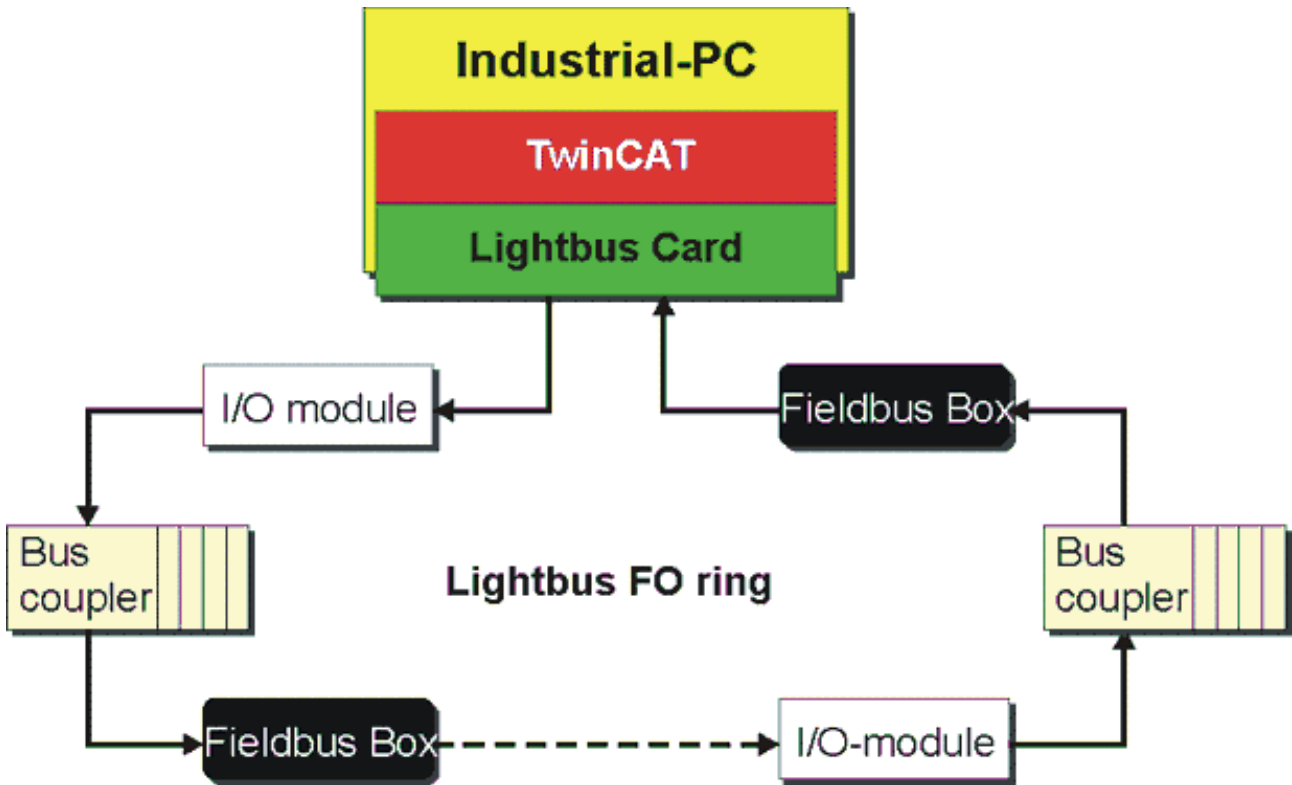 Industrial-PC
TwinCAT
Lightbus Card
I/O module
Fieldbus Box
Bus
coupler
Lightbus FO ring
Bus
coupler
Fieldbus Box
I/O-module